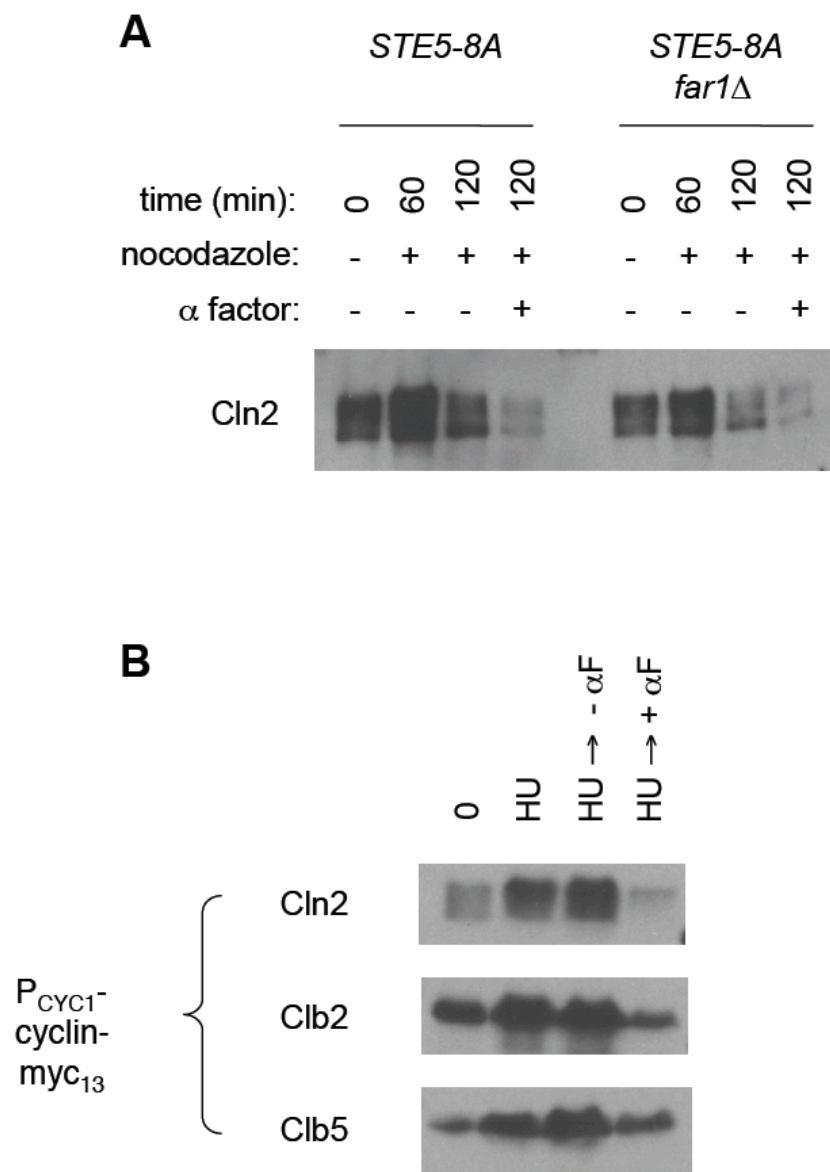 A
STE5-8A STE5-8A
far1Δ
time (min): 0 60 120 120 0 60 120 120
nocodazole: - + + + - + + +
α factor: - - - + - - - +
Cln2
B
0 HU HU → - αF HU → + αF
Cln2
Clb2
Clb5
PCYC1-
cyclin-
myc13